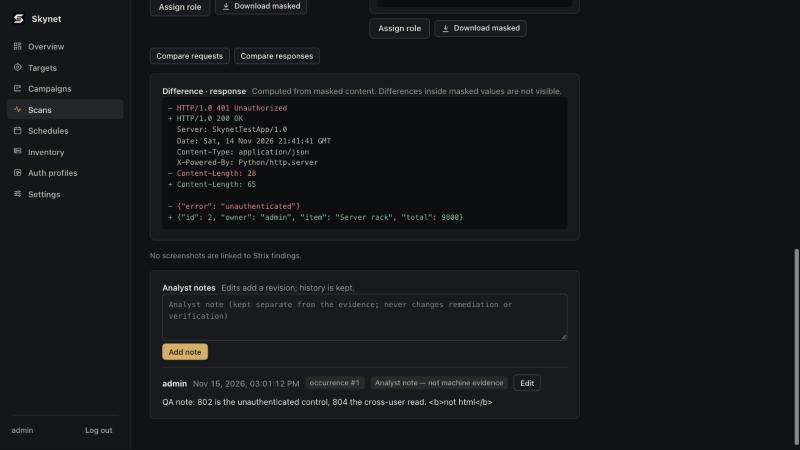 Skynet
Overview
Targets
Campaigns
Scans
Schedules
Inventory
Auth profiles
Settings
admin
Log out
Assign role
Download masked
Assign role
Download masked
Compare requests
Compare responses
Difference · response Computed from masked content. Differences inside masked values are not visible.
− HTTP/1.0 401 Unauthorized
+ HTTP/1.0 200 OK
Server: SkynetTestApp/1.0
Date: Sat, 14 Nov 2026 21:41:41 GMT
Content-Type: application/json
X-Powered-By: Python/http.server
− Content-Length: 28
+ Content-Length: 65
− {"error": "unauthenticated"}
+ {"id": 2, "owner": "admin", "item": "Server rack", "total": 9800}
No screenshots are linked to Strix findings.
Analyst notes Edits add a revision; history is kept.
Analyst note (kept separate from the evidence; never changes remediation or
verification)
Add note
admin Nov 15, 2026, 03:01:12 PM occurrence #1 Analyst note — not machine evidence Edit
QA note: 802 is the unauthenticated control, 804 the cross-user read. <b>not html</b>